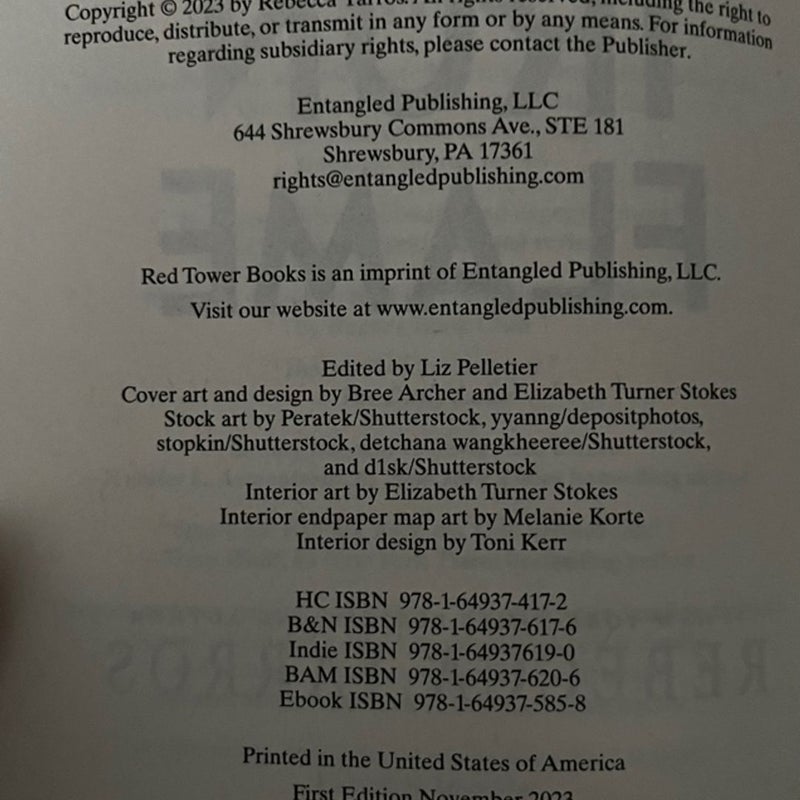 Copyright © 2023 by Rebecca Yarros. All rights reserved, including the right to
reproduce, distribute, or transmit in any form or by any means. For information
regarding subsidiary rights, please contact the Publisher.
Entangled Publishing, LLC
644 Shrewsbury Commons Ave., STE 181
Shrewsbury, PA 17361
rights@entangledpublishing.com
Red Tower Books is an imprint of Entangled Publishing, LLC.
Visit our website at www.entangledpublishing.com.
Edited by Liz Pelletier
Cover art and design by Bree Archer and Elizabeth Turner Stokes
Stock art by Peratek/Shutterstock, yyanng/depositphotos,
stopkin/Shutterstock, detchana wangkheeree/Shutterstock,
and d1sk/Shutterstock
Interior art by Elizabeth Turner Stokes
Interior endpaper map art by Melanie Korte
Interior design by Toni Kerr
HC ISBN 978-1-64937-417-2
B&N ISBN 978-1-64937-617-6
Indie ISBN 978-1-64937619-0
BAM ISBN 978-1-64937-620-6
Ebook ISBN 978-1-64937-585-8
Printed in the United States of America
First Edition November 2023